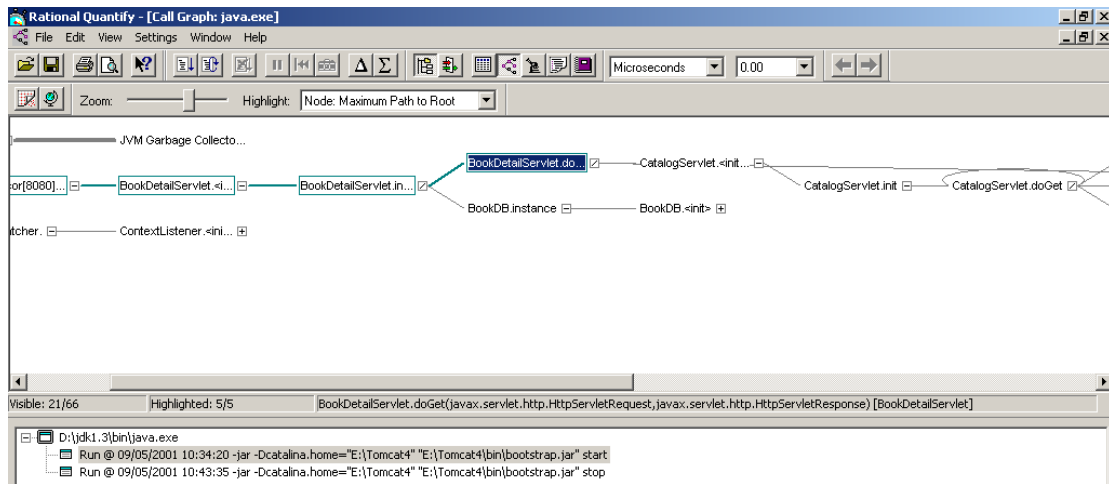 Rational Quantify - [Call Graph: java.exe]
File Edit View Settings Window Help
Microseconds 0.00
Zoom: Highlight: Node: Maximum Path to Root
JVM Garbage Collecto...
BookDetailServlet.do... CatalogServlet.<init...
or[8080]... BookDetailServlet.<i... BookDetailServlet.in... CatalogServlet.init CatalogServlet.doGet
BookDB.instance BookDB.<init>
tcher. ContextListener.<ini...
Visible: 21/66 Highlighted: 5/5 BookDetailServlet.doGet(javax.servlet.http.HttpServletRequest,javax.servlet.http.HttpServletResponse) [BookDetailServlet]
D:\jdk1.3\bin\java.exe
Run @ 09/05/2001 10:34:20 -jar -Dcatalina.home="E:\Tomcat4" "E:\Tomcat4\bin\bootstrap.jar" start
Run @ 09/05/2001 10:43:35 -jar -Dcatalina.home="E:\Tomcat4" "E:\Tomcat4\bin\bootstrap.jar" stop